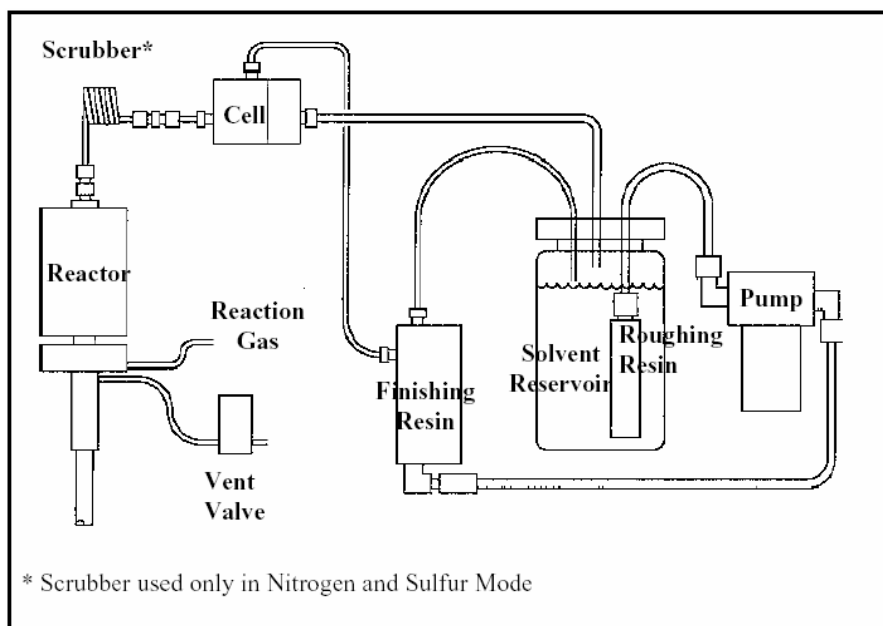 Scrubber*
Cell
Reactor
Reaction
Gas
Pump
Solvent
Reservoir
Roughing
Resin
Finishing
Resin
Vent
Valve
* Scrubber used only in Nitrogen and Sulfur Mode